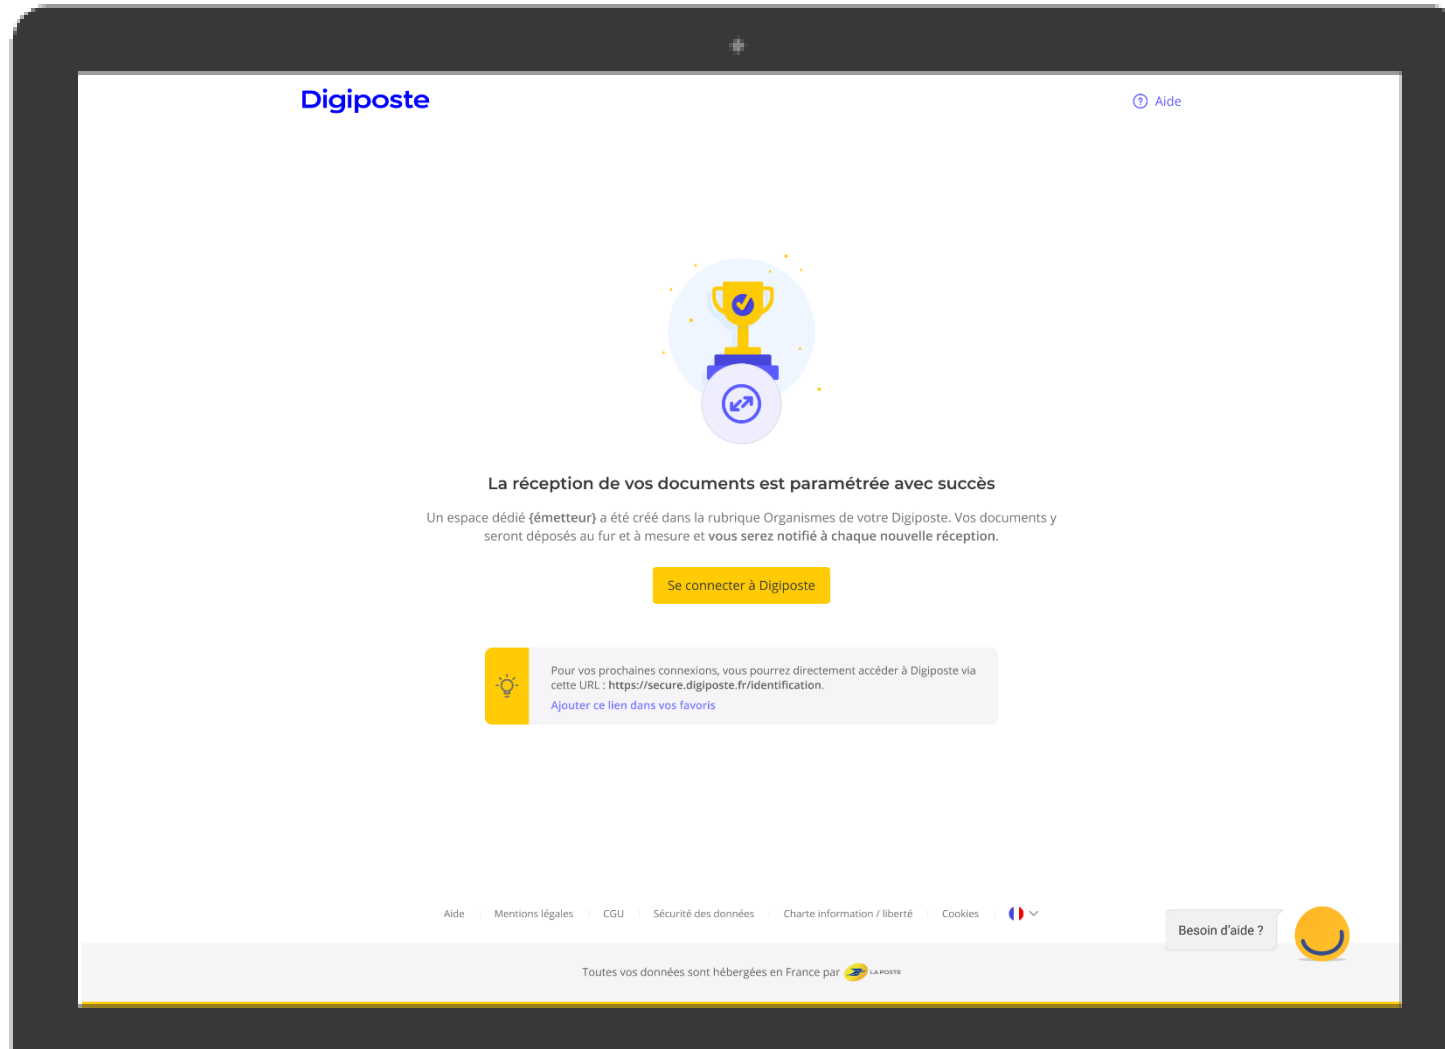 Digiposte
Aide
La réception de vos documents est paramétrée avec succès
Un espace dédié {émetteur} a été créé dans la rubrique Organismes de votre Digiposte. Vos documents y
seront déposés au fur et à mesure et vous serez notifié à chaque nouvelle réception.
Se connecter à Digiposte
Pour vos prochaines connexions, vous pourrez directement accéder à Digiposte via
cette URL : https://secure.digiposte.fr/identification.
Ajouter ce lien dans vos favoris
Aide Mentions légales CGU Sécurité des données Charte information / liberté Cookies
Besoin d'aide ?
Toutes vos données sont hébergées en France par LA POSTE